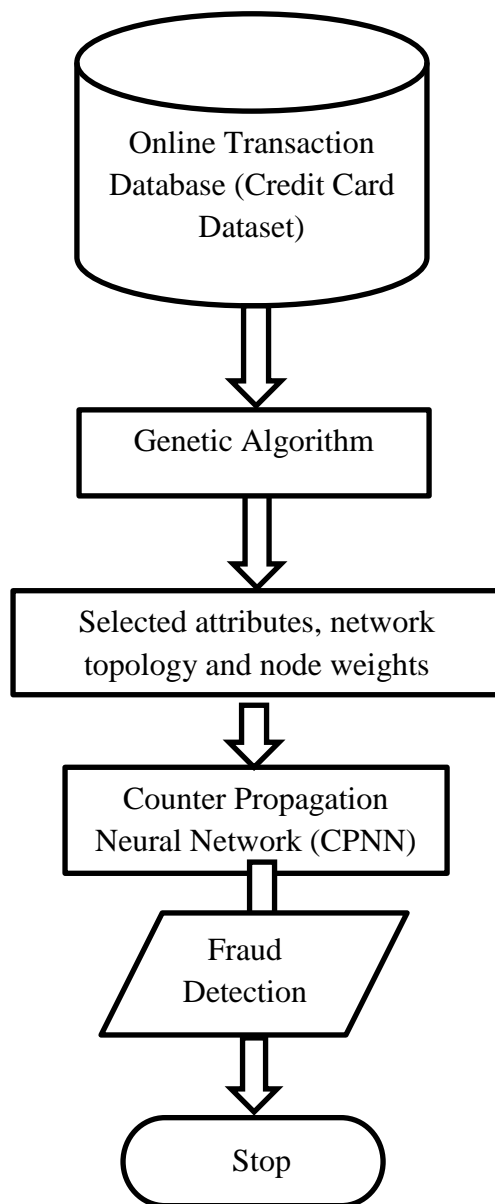 Online Transaction
Database (Credit Card
Dataset)
Genetic Algorithm
Selected attributes, network
topology and node weights
Counter Propagation
Neural Network (CPNN)
Fraud
Detection
Stop